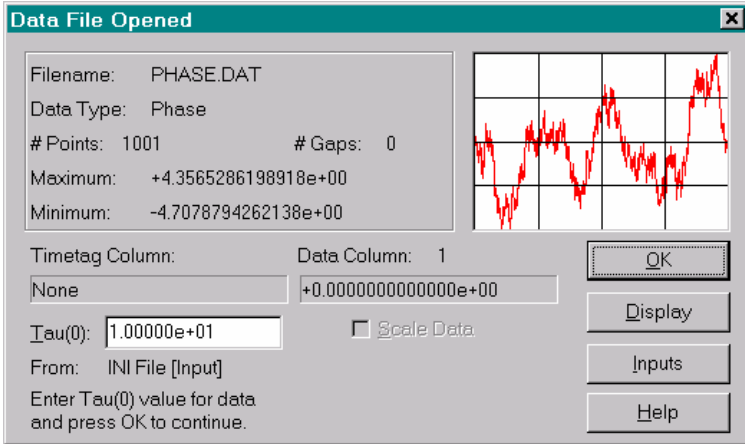 Data File Opened
Filename: PHASE.DAT
Data Type: Phase
# Points: 1001 # Gaps: 0
Maximum: +4.3565286198918e+00
Minimum: -4.7078794262138e+00
Timetag Column: Data Column: 1
None +0.0000000000000e+00
Tau(0): 1.00000e+01 Scale Data
From: INI File [Input]
Enter Tau(0) value for data
and press OK to continue.
OK
Display
Inputs
Help